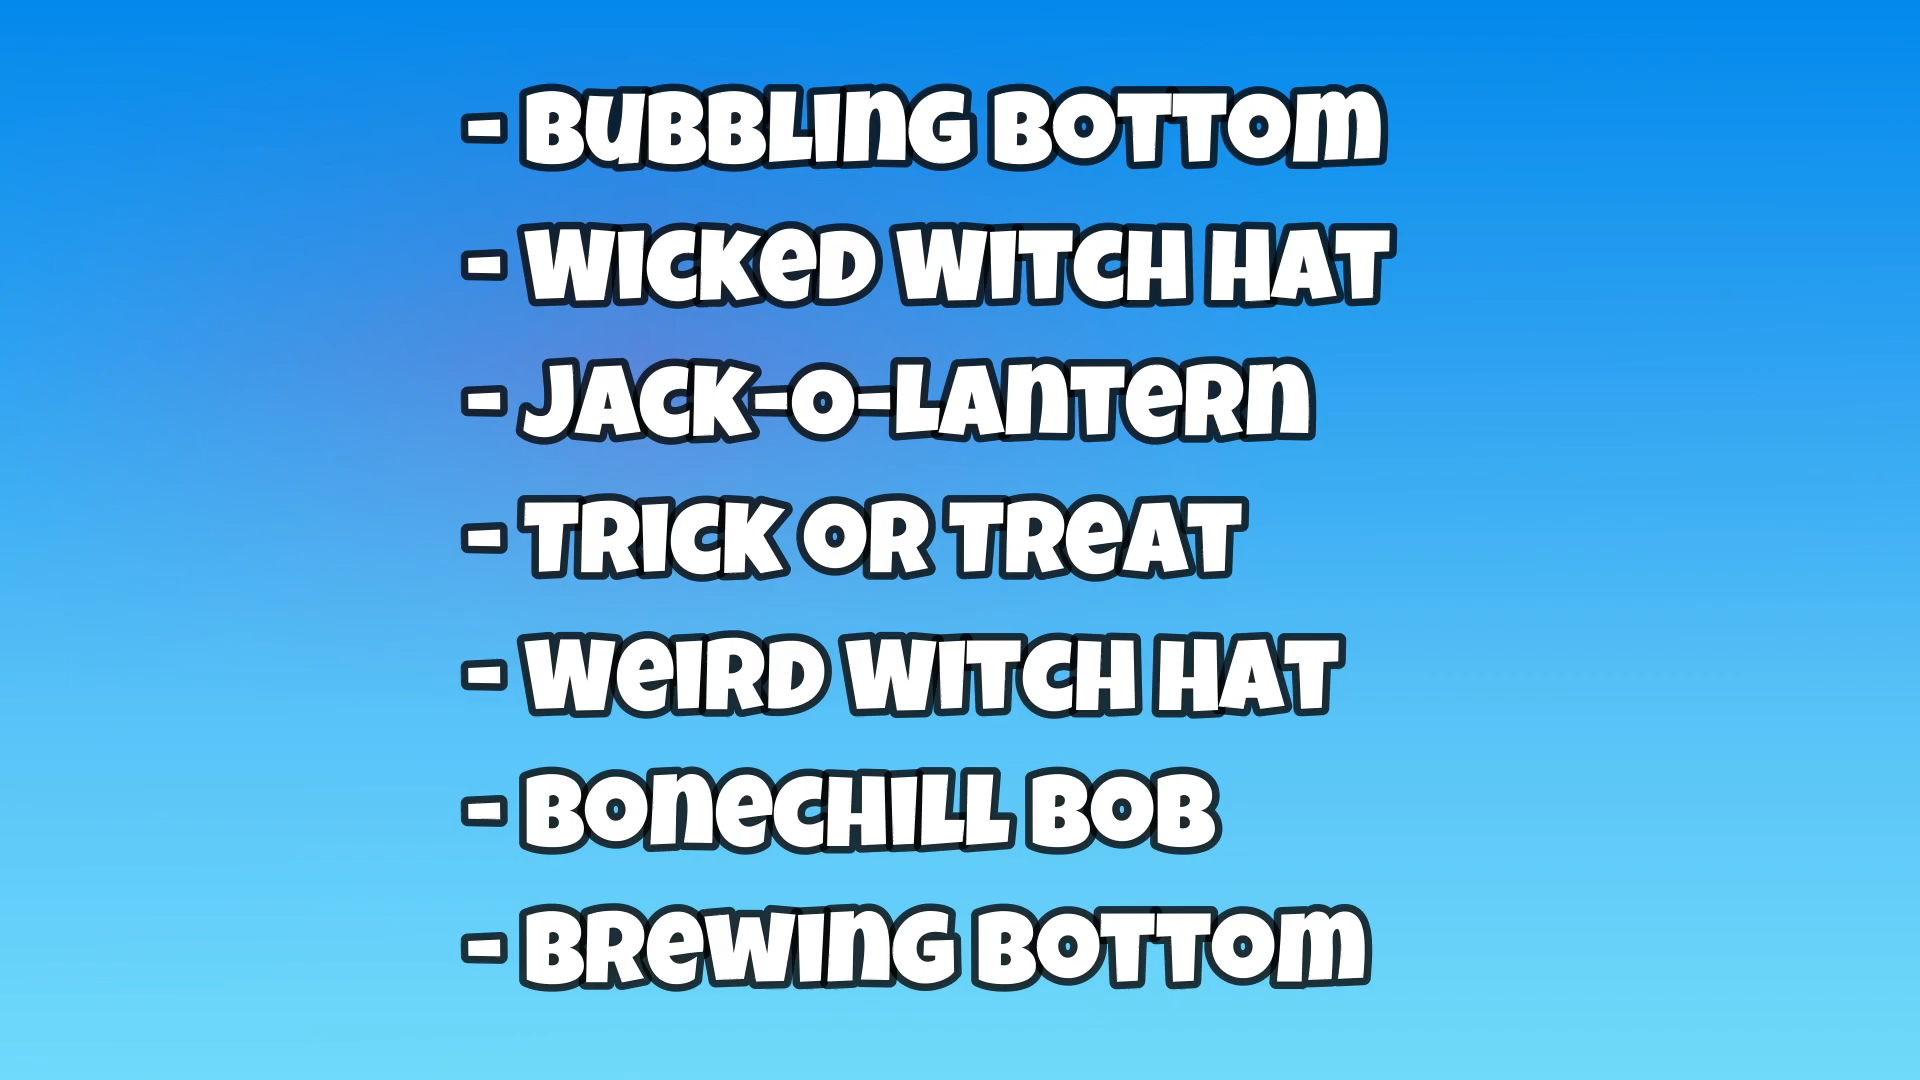 - Bubbling Bottom
- Wicked Witch Hat
- Jack-O-Lantern
- Trick or Treat
- Weird Witch Hat
- Bonechill Bob
- Brewing Bottom